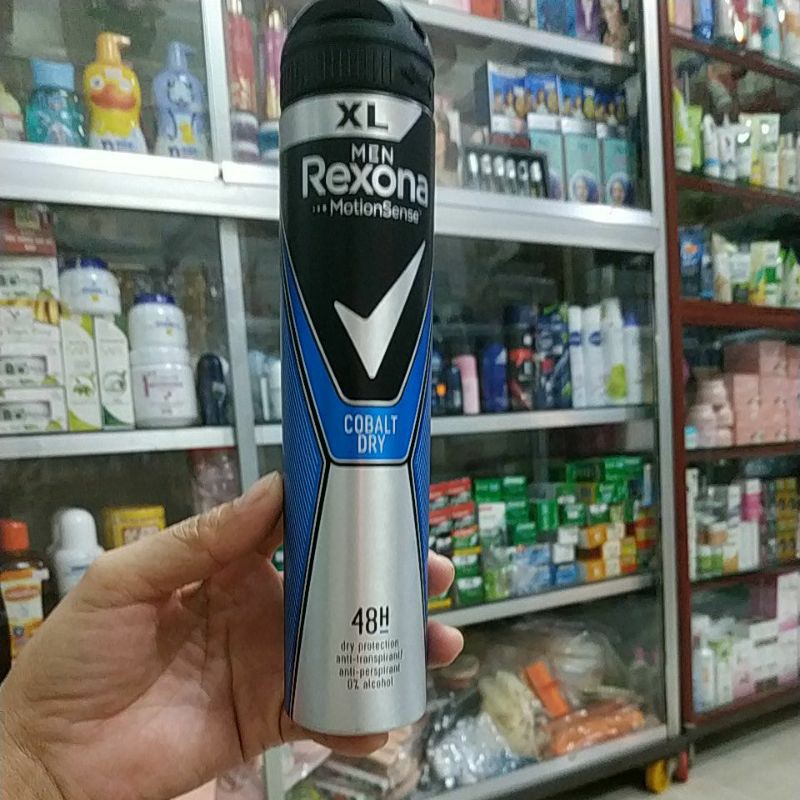 XL
MEN
Rexona
MotionSense
COBALT
DRY
48H
dry protection
anti-transpirant/
anti-perspirant
0% alcohol